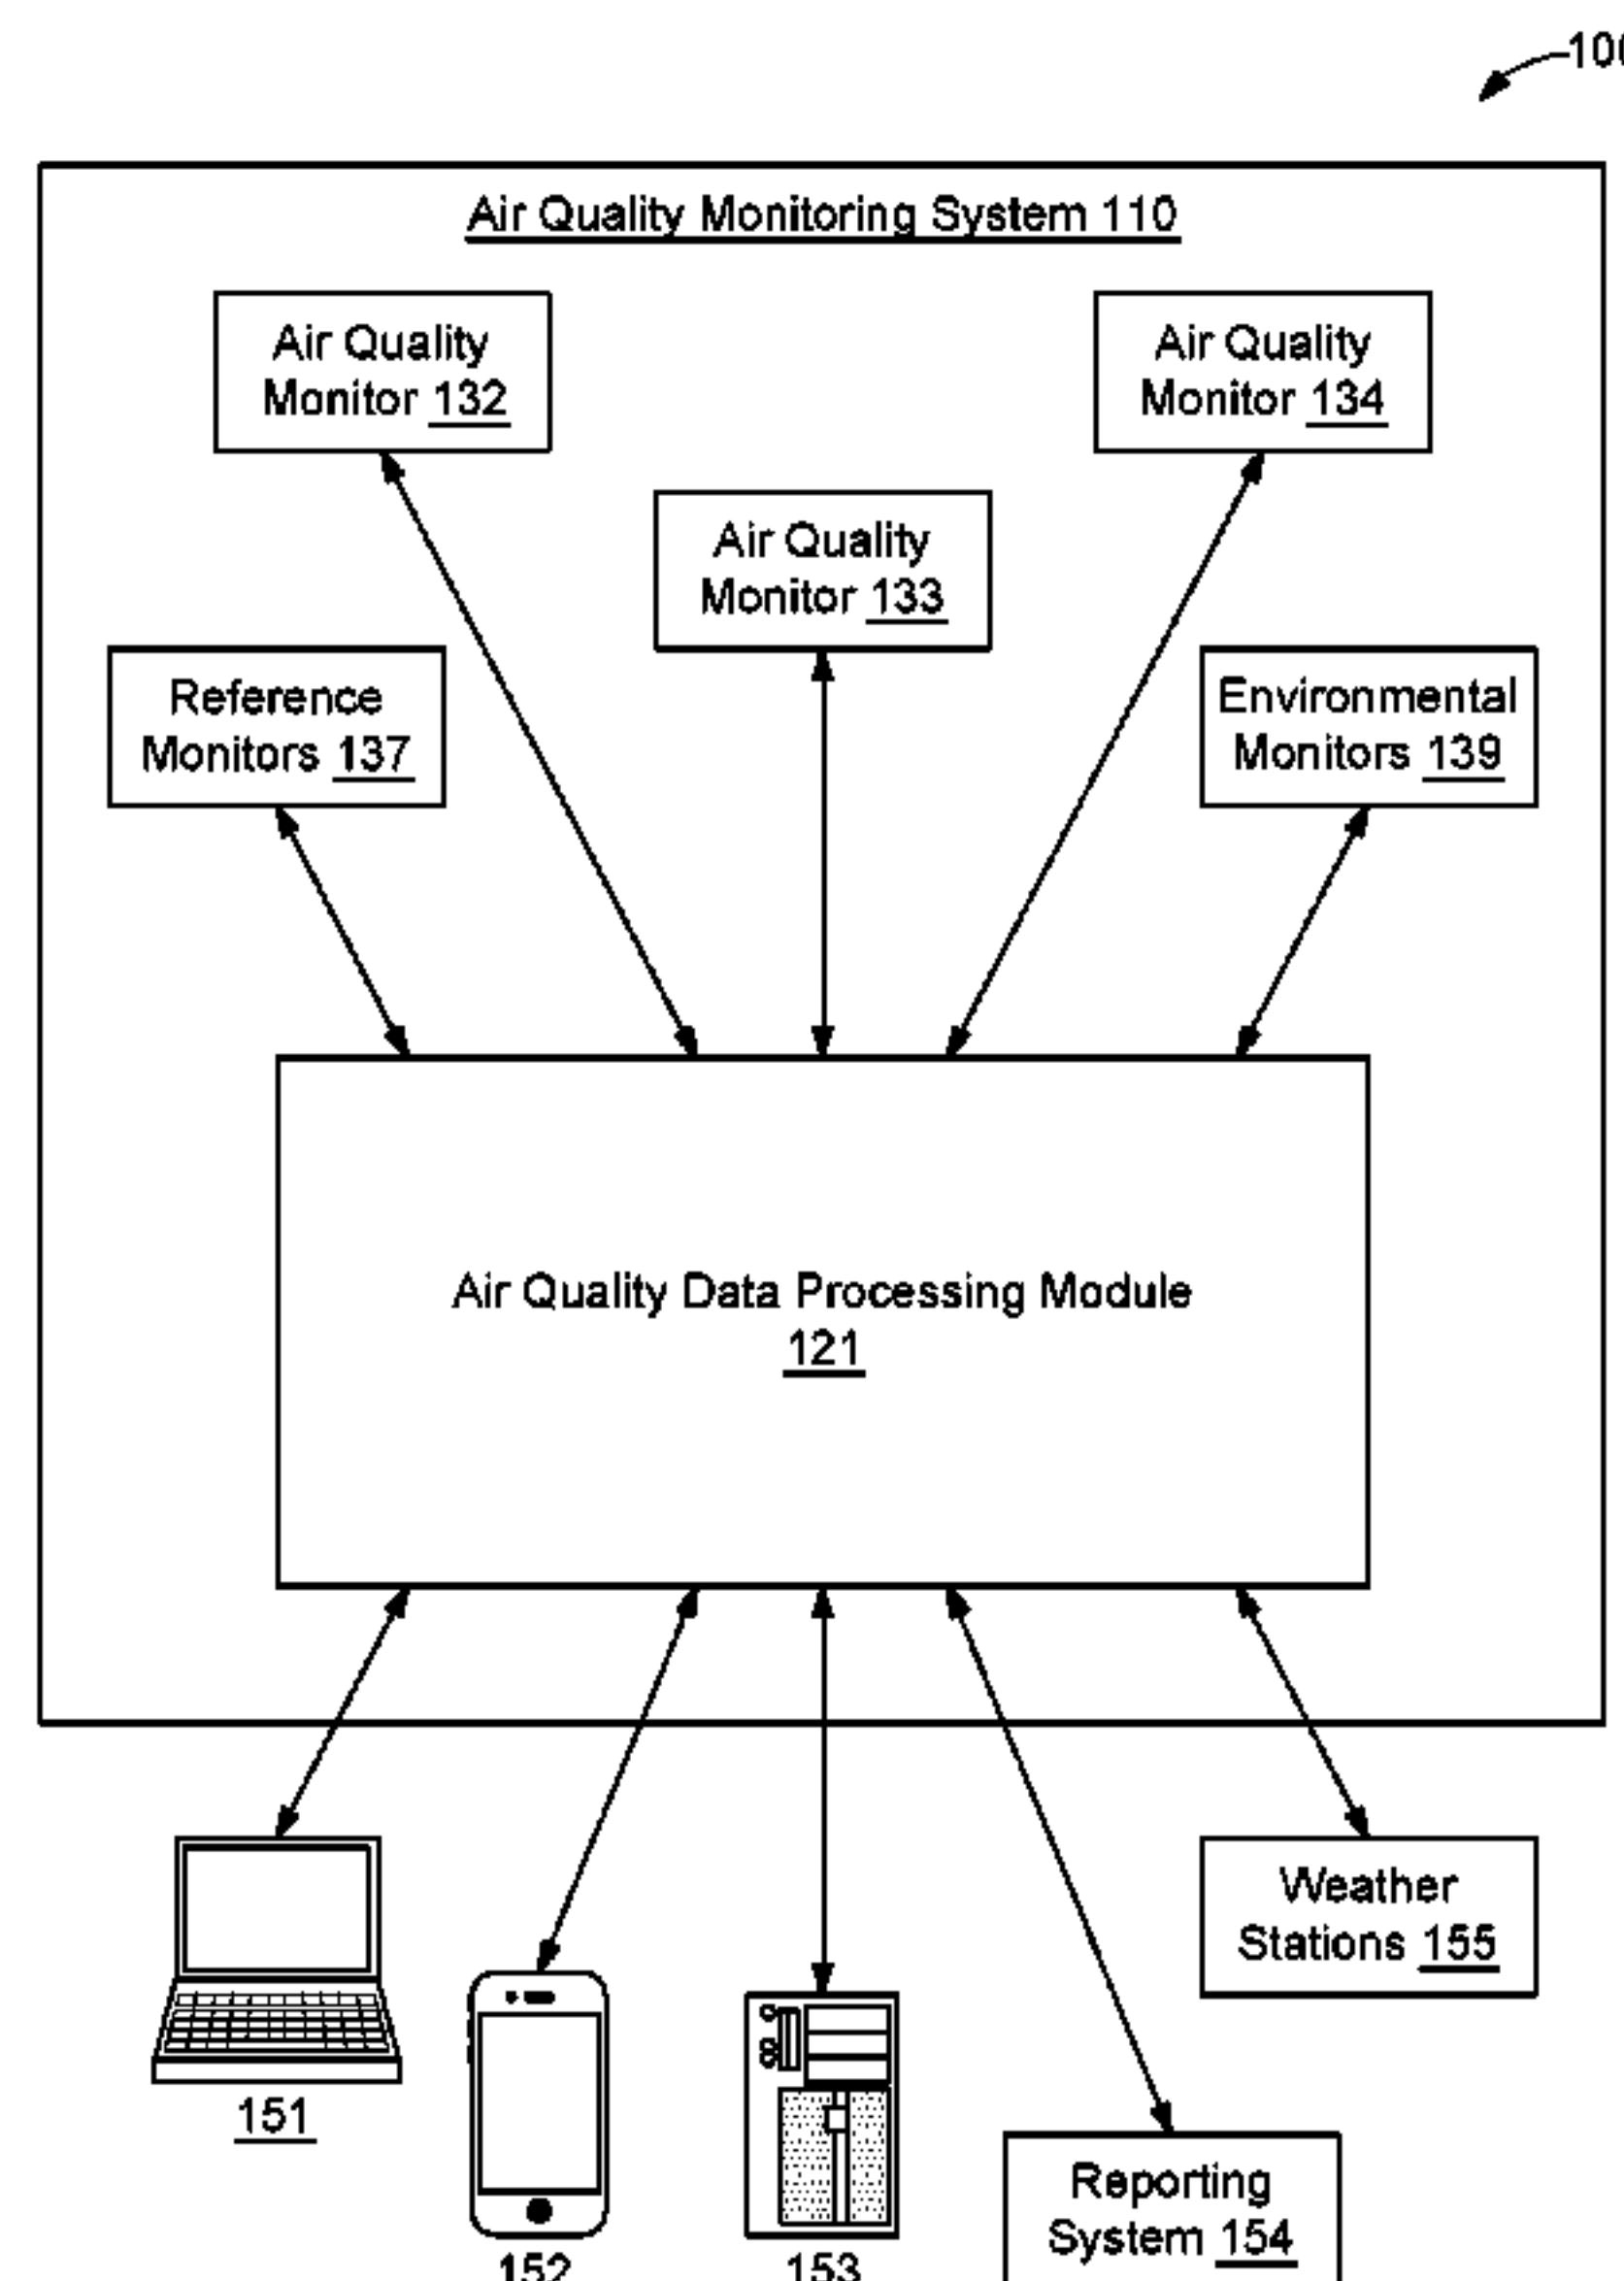 100
Air Quality Monitoring System 110
Air Quality
Monitor 132
Air Quality
Monitor 134
Air Quality
Monitor 133
Reference
Monitors 137
Environmental
Monitors 139
Air Quality Data Processing Module
121
Weather
Stations 155
151
Reporting
System 154
152
153